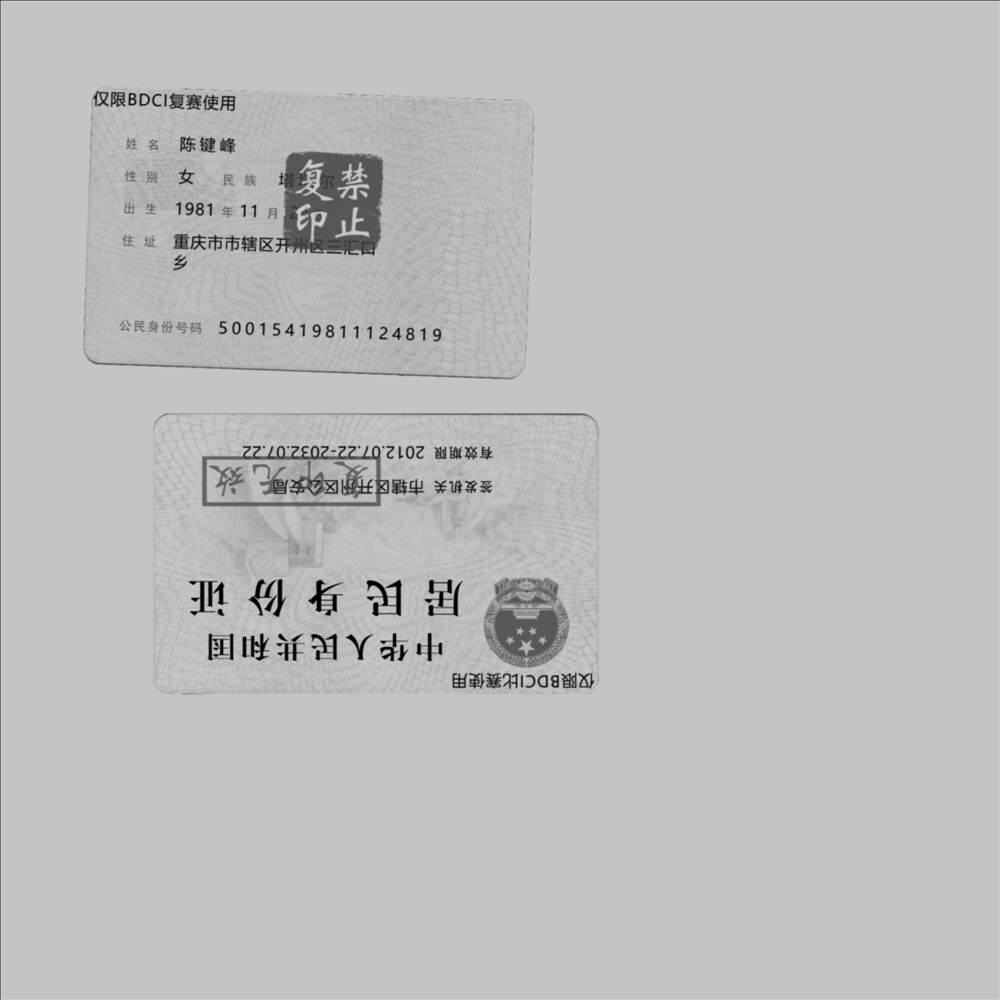 仅限BDCI复赛使用
姓名 陈键峰
性别 女 民族 塔
出生 1981 年 11 月
住址 重庆市市辖区开州区三汇口
乡
禁止
复印
公民身份号码 50015419811124819
仅限BDCI比赛使用
中华人民共和国
居民身份证
签发机关 市辖区开州区公安局
复印无效
有效期限 2012.07.22-2032.07.22